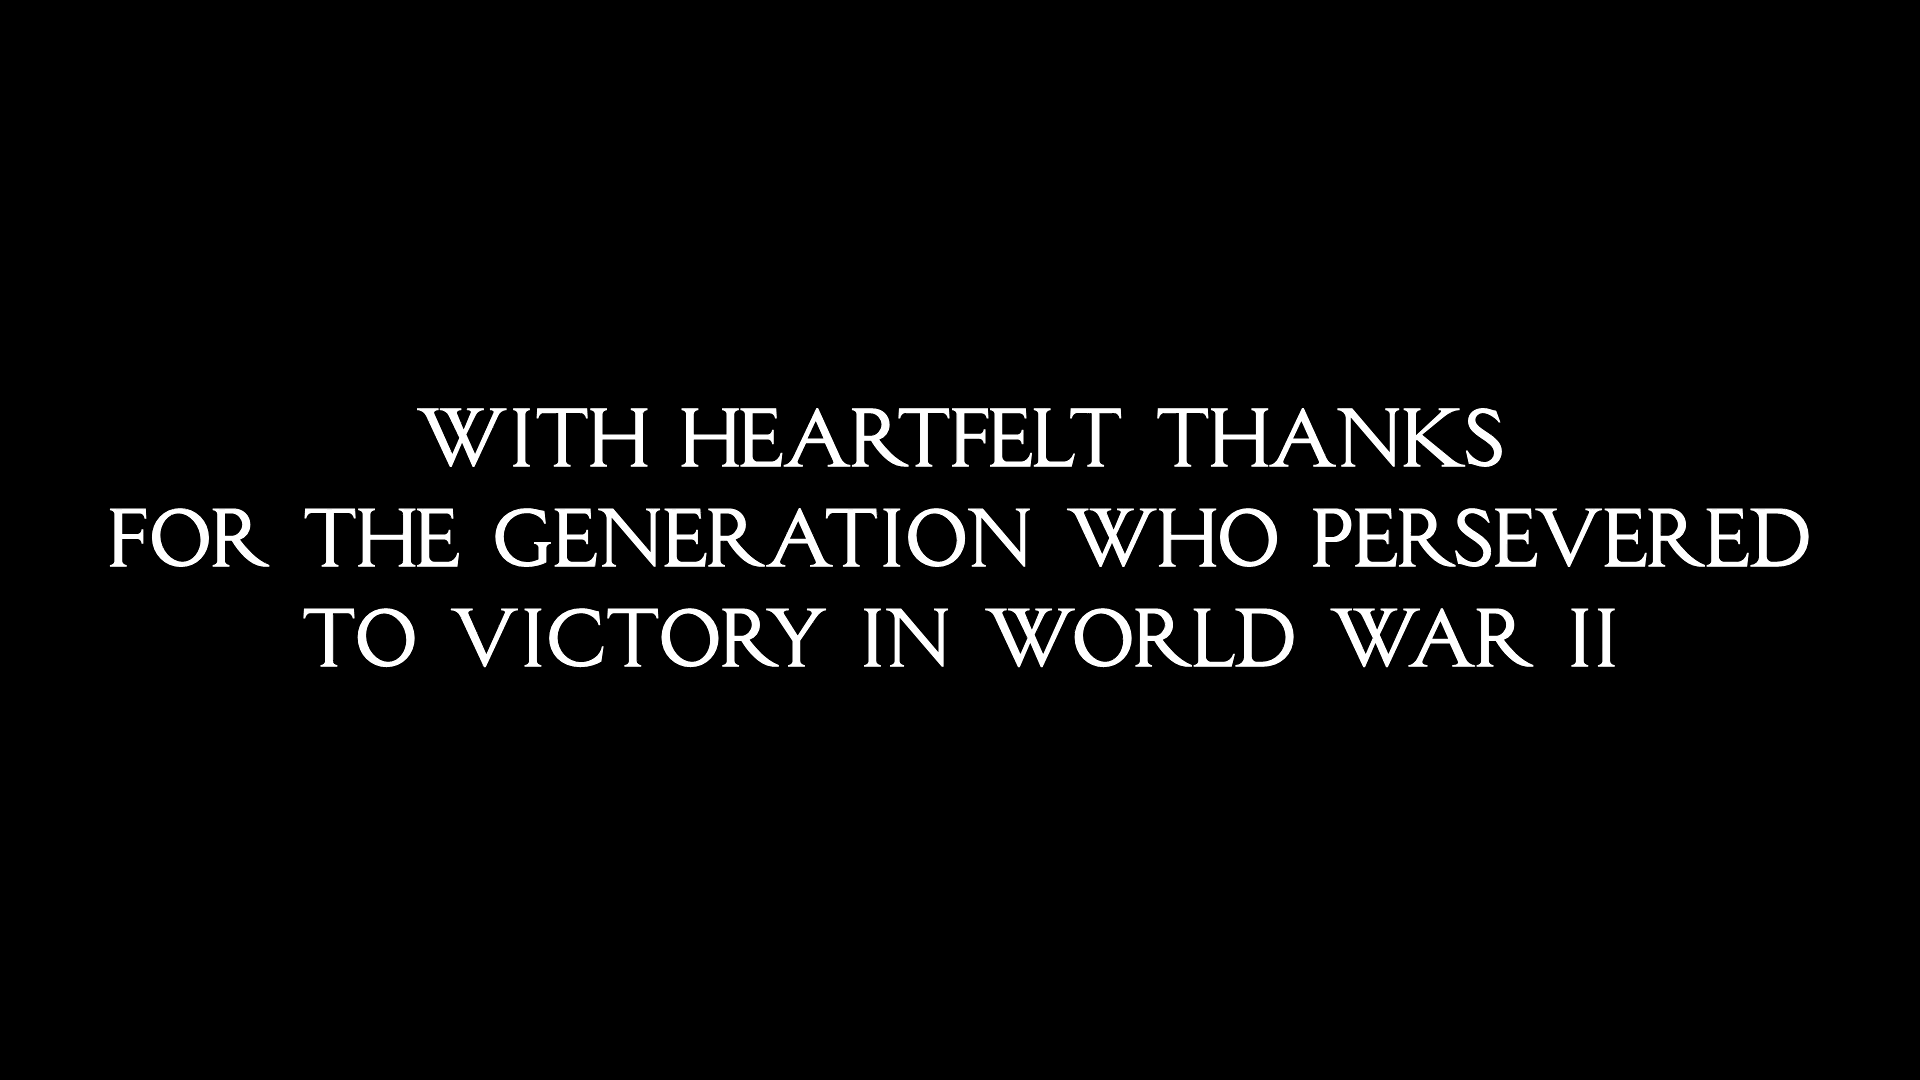 WITH HEARTFELT THANKS
FOR THE GENERATION WHO PERSEVERED
TO VICTORY IN WORLD WAR II